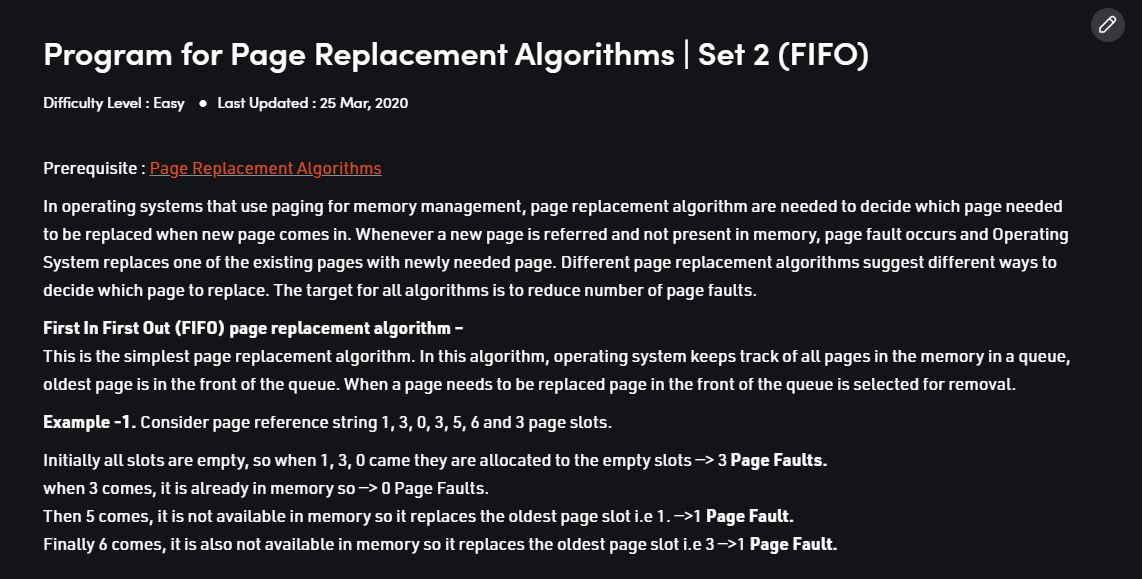 Program for Page Replacement Algorithms | Set 2 (FIFO)
Difficulty Level : Easy ● Last Updated : 25 Mar, 2020
Prerequisite : Page Replacement Algorithms
In operating systems that use paging for memory management, page replacement algorithm are needed to decide which page needed
to be replaced when new page comes in. Whenever a new page is referred and not present in memory, page fault occurs and Operating
System replaces one of the existing pages with newly needed page. Different page replacement algorithms suggest different ways to
decide which page to replace. The target for all algorithms is to reduce number of page faults.
First In First Out (FIFO) page replacement algorithm –
This is the simplest page replacement algorithm. In this algorithm, operating system keeps track of all pages in the memory in a queue,
oldest page is in the front of the queue. When a page needs to be replaced page in the front of the queue is selected for removal.
Example -1. Consider page reference string 1, 3, 0, 3, 5, 6 and 3 page slots.
Initially all slots are empty, so when 1, 3, 0 came they are allocated to the empty slots —> 3 Page Faults.
when 3 comes, it is already in memory so —> 0 Page Faults.
Then 5 comes, it is not available in memory so it replaces the oldest page slot i.e 1. —>1 Page Fault.
Finally 6 comes, it is also not available in memory so it replaces the oldest page slot i.e 3 —>1 Page Fault.